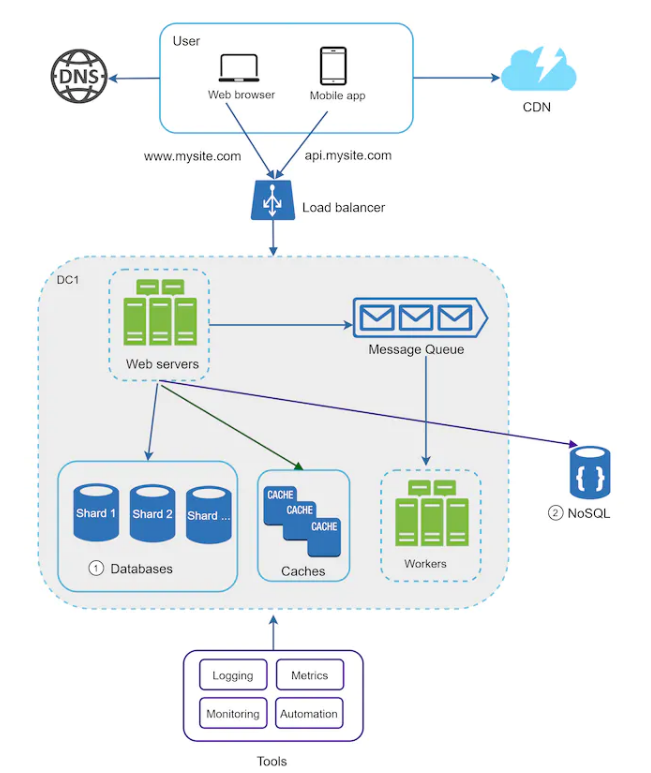 User
DNS
Web browser
Mobile app
CDN
www.mysite.com
api.mysite.com
Load balancer
DC1
Web servers
Message Queue
Shard 1
Shard 2
Shard ...
1 Databases
CACHE
CACHE
CACHE
Caches
Workers
2 NoSQL
{ }
Logging
Metrics
Monitoring
Automation
Tools